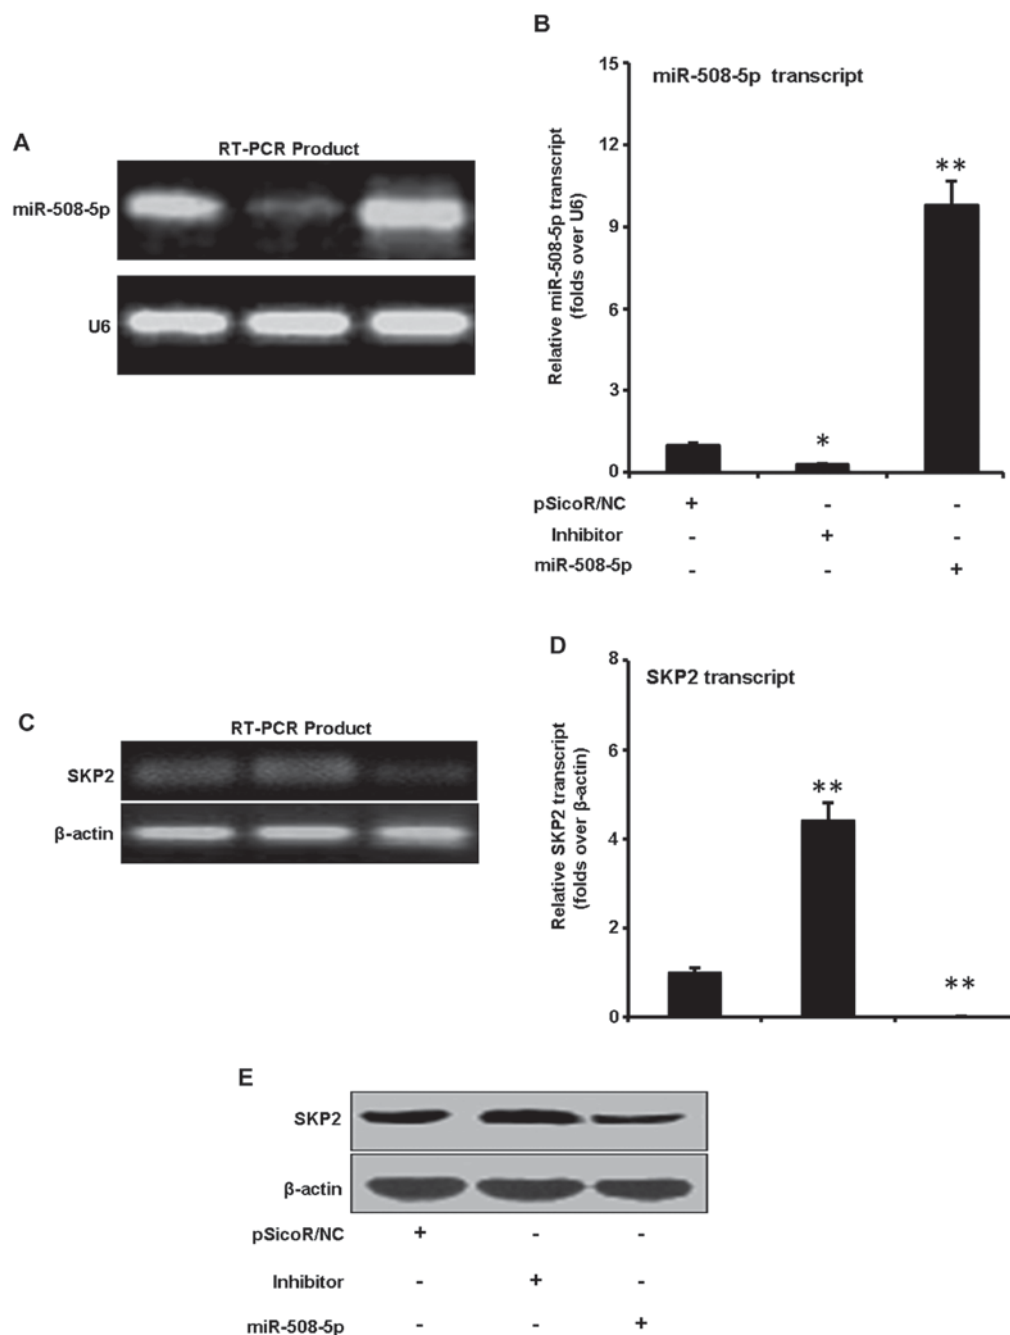 A
RT-PCR Product
miR-508-5p
U6
B
miR-508-5p transcript
Relative miR-508-5p transcript
(folds over U6)
15
12
9
6
3
0
*
**
pSicoR/NC + - -
Inhibitor - + -
miR-508-5p - - +
C
RT-PCR Product
SKP2
β-actin
D
SKP2 transcript
Relative SKP2 transcript
(folds over β-actin)
8
6
4
2
0
**
**
E
SKP2
β-actin
pSicoR/NC + - -
Inhibitor - + -
miR-508-5p - - +